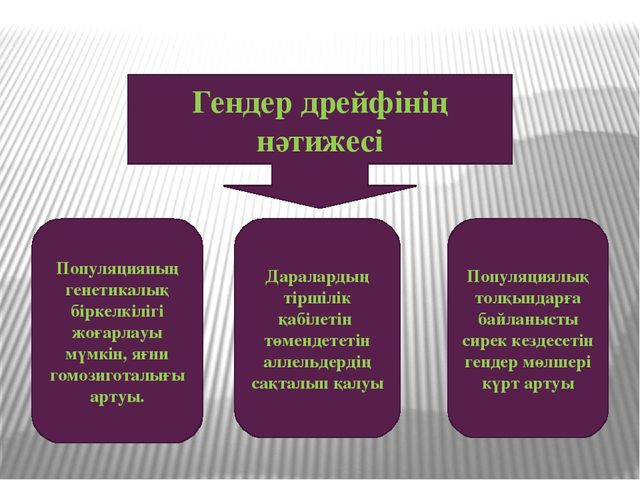 Гендер дрейфінің
нәтижесі
Популяцияның
генетикалық
біркелкілігі
жоғарлауы
мүмкін, яғни
гомозиготалығы
артуы.
Даралардың
тіршілік
қабілетін
төмендететін
аллельдердің
сақталып қалуы
Популяциялық
толқындарға
байланысты
сирек кездесетін
гендер мөлшері
күрт артуы